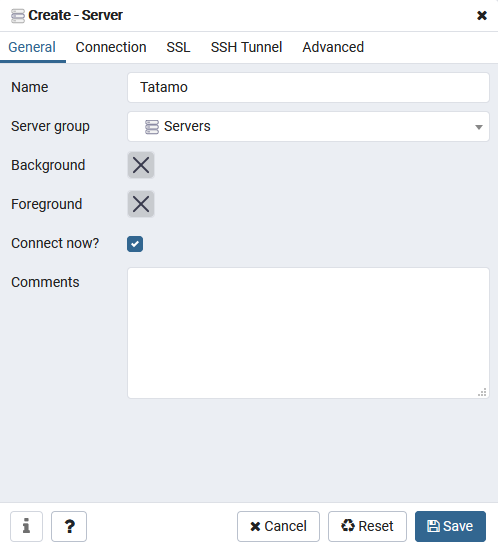 Create - Server
General Connection SSL SSH Tunnel Advanced
Name Tatamo
Server group Servers
Background
Foreground
Connect now?
Comments
i ? Cancel Reset Save